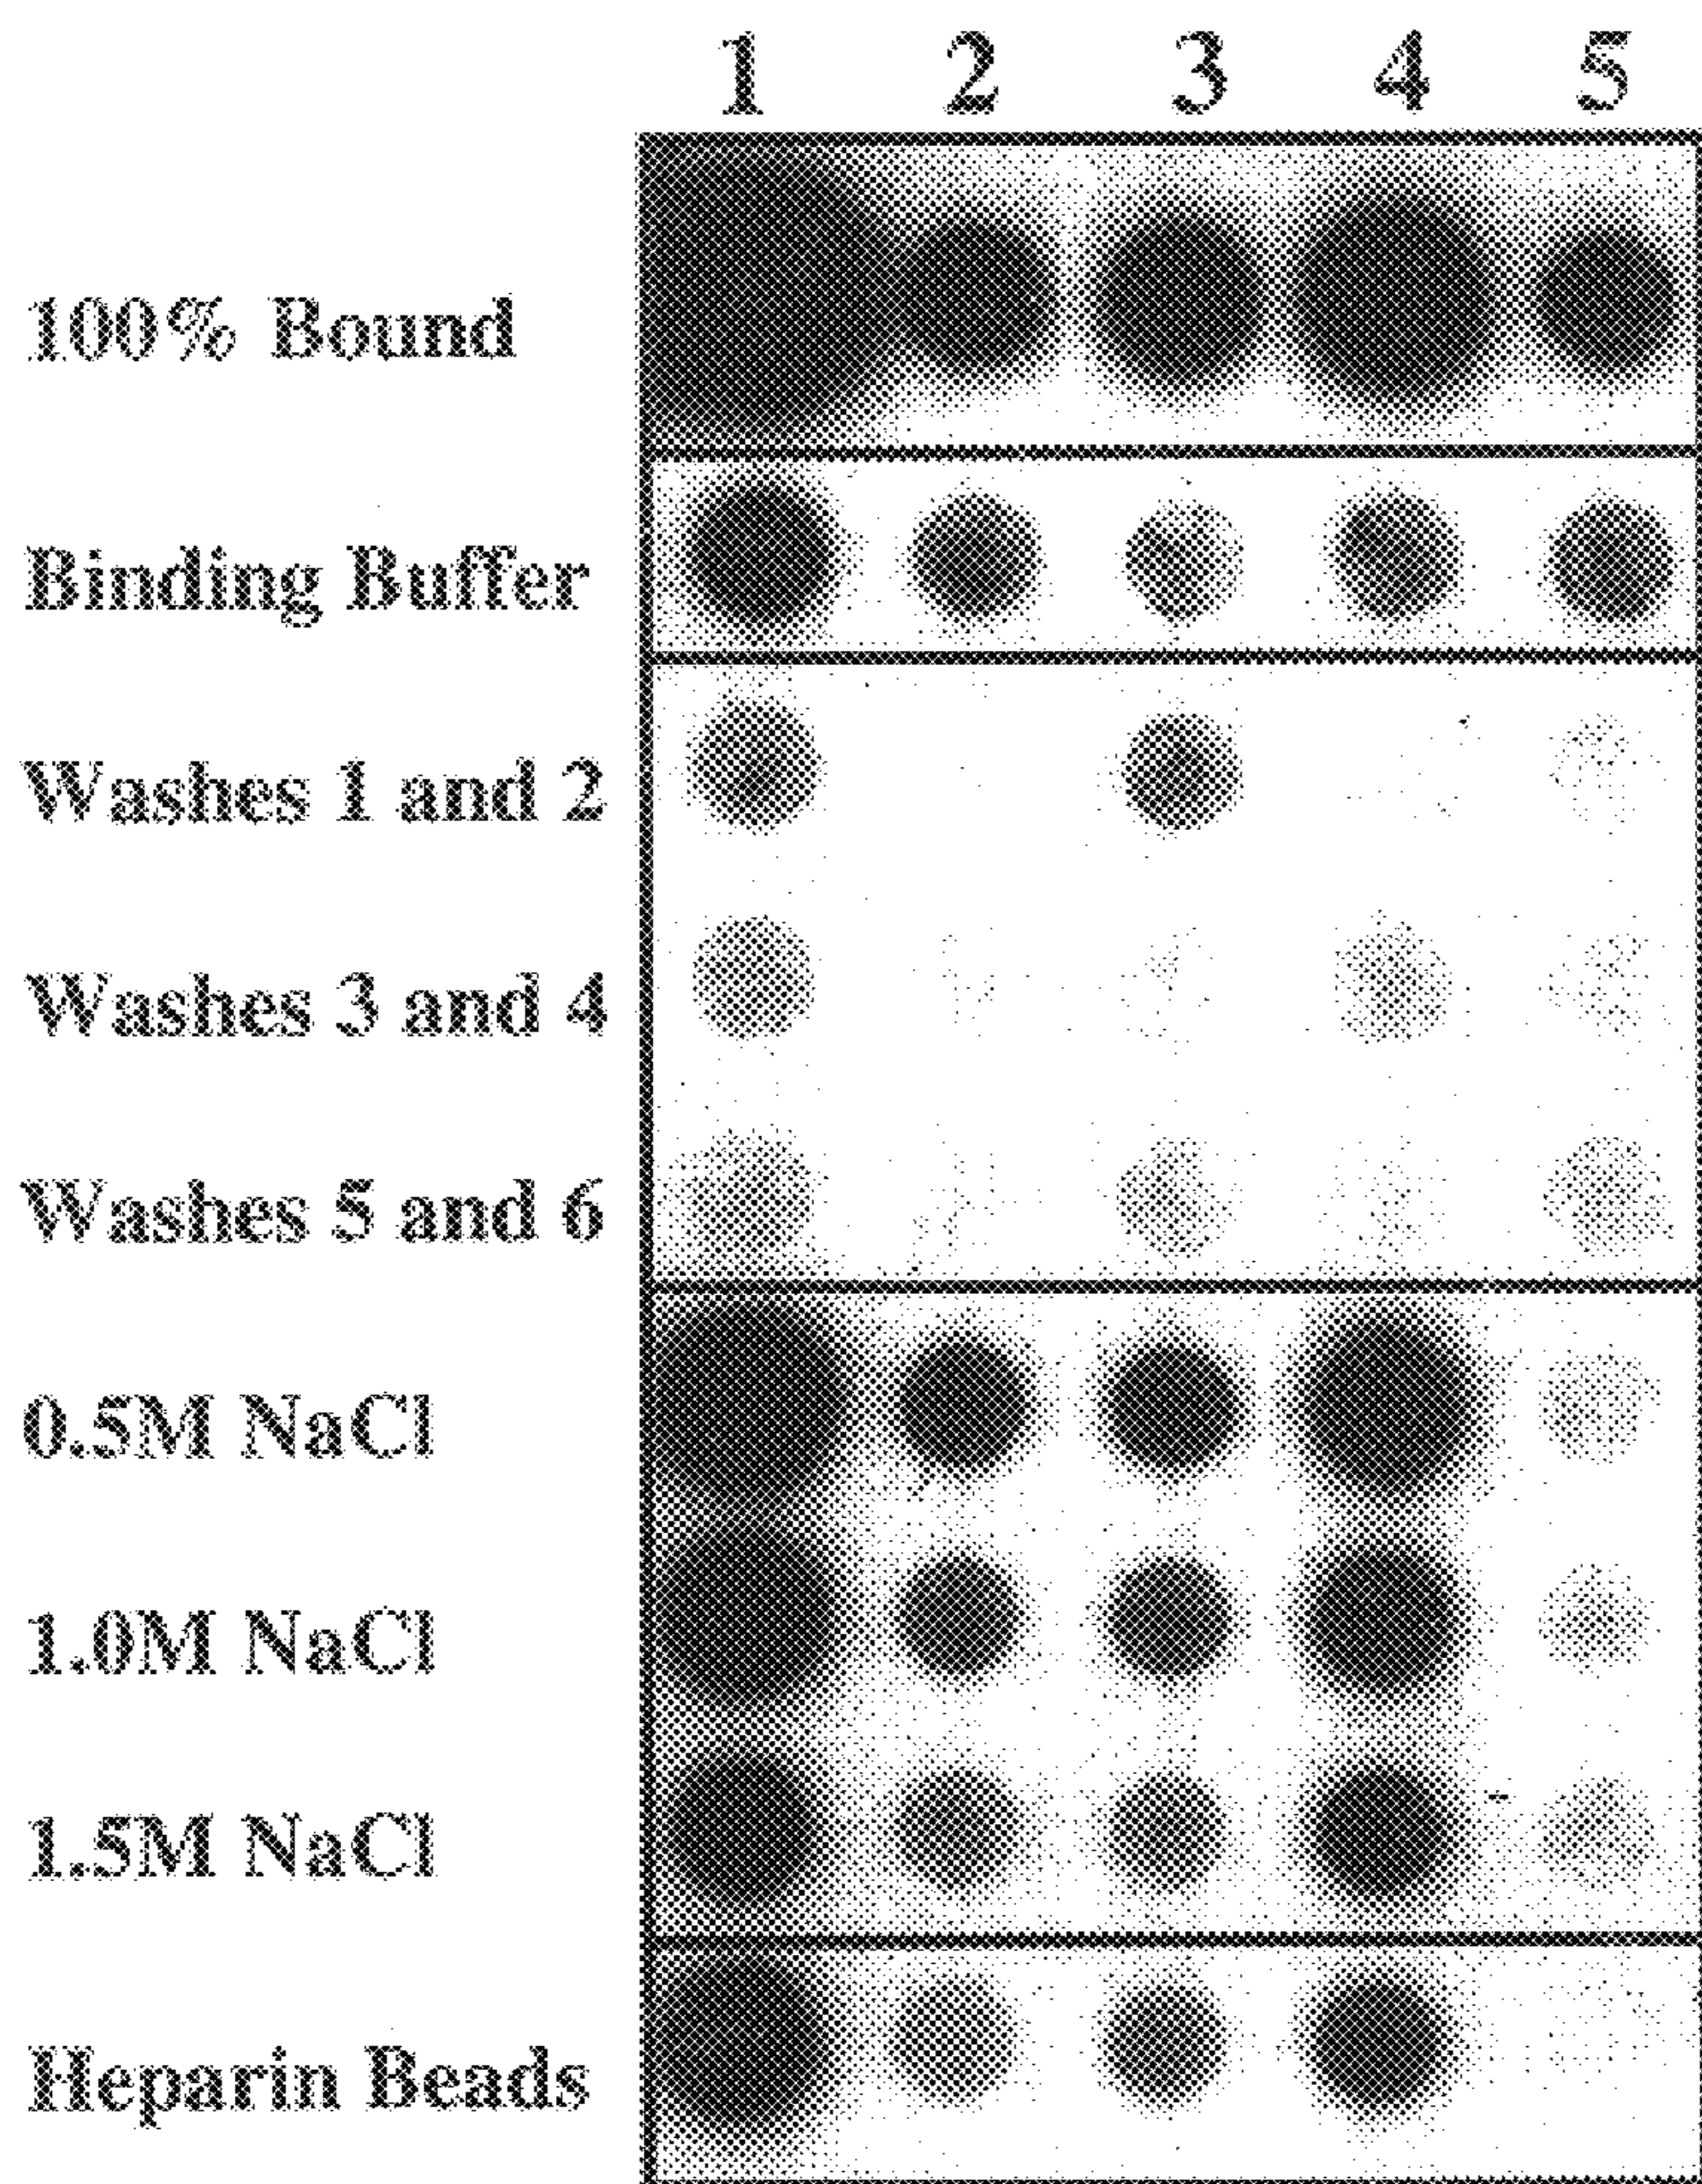 1 2 3 4 5
100% Bound
Binding Buffer
Washes 1 and 2
Washes 3 and 4
Washes 5 and 6
0.5M NaCl
1.0M NaCl
1.5M NaCl
Heparin Beads